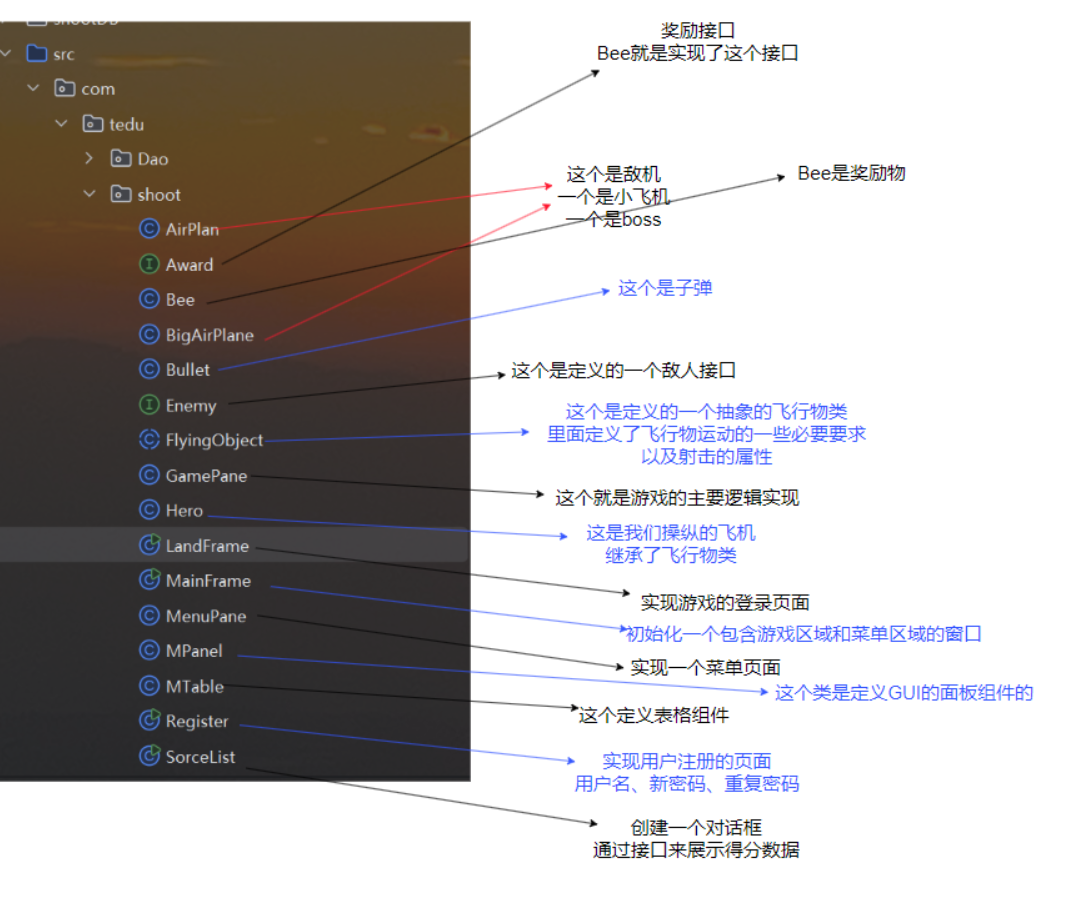 src
com
tedu
Dao
shoot
AirPlan
Award
Bee
BigAirPlane
Bullet
Enemy
FlyingObject
GamePane
Hero
LandFrame
MainFrame
MenuPane
MPanel
MTable
Register
SorceList
奖励接口
Bee就是实现了这个接口
这个是敌机
一个是小飞机
一个是boss
Bee是奖励物
这个是子弹
这个是定义的一个敌人接口
这个是定义的一个抽象的飞行物类
里面定义了飞行物运动的一些必要要求
以及射击的属性
这个就是游戏的主要逻辑实现
这是我们操纵的飞机
继承了飞行物类
实现游戏的登录页面
初始化一个包含游戏区域和菜单区域的窗口
实现一个菜单页面
这个类是定义GUI的面板组件的
这个定义表格组件
实现用户注册的页面
用户名、新密码、重复密码
创建一个对话框
通过接口来展示得分数据